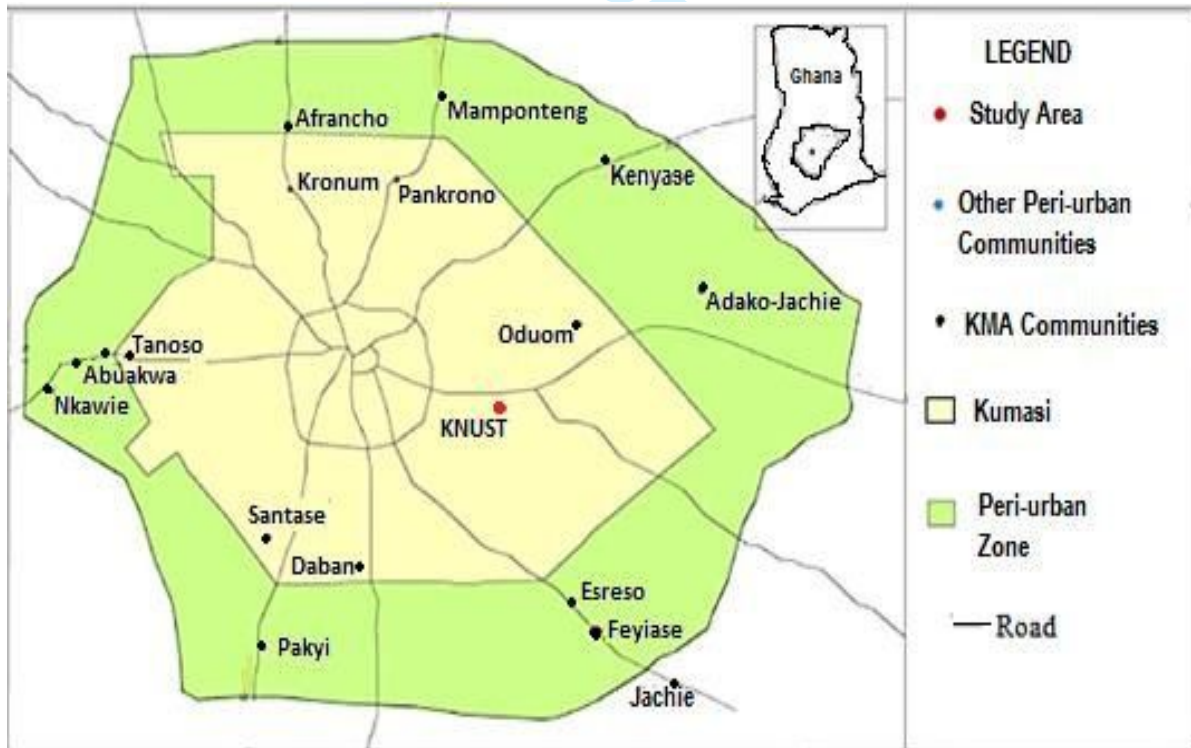 Ghana
Afrancho
Mamponteng
Kronum
Pankrono
Kenyase
Adako-Jachie
Oduom
Tanoso
Abuakwa
Nkawie
KNUST
Santase
Daban
Esreso
Feyiase
Pakyi
Jachie
LEGEND
Study Area
Other Peri-urban
Communities
KMA Communities
Kumasi
Peri-urban
Zone
Road